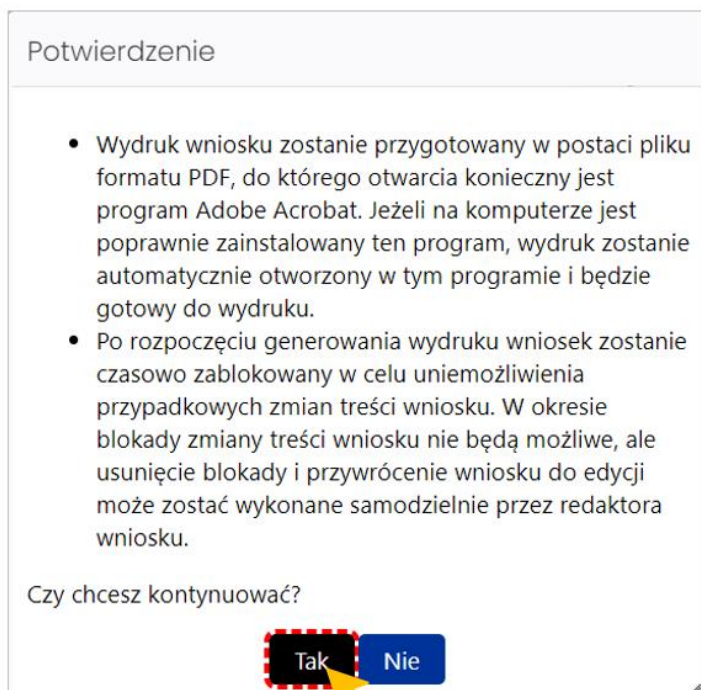 Potwierdzenie
• Wydruk wniosku zostanie przygotowany w postaci pliku
formatu PDF, do którego otwarcia konieczny jest
program Adobe Acrobat. Jeżeli na komputerze jest
poprawnie zainstalowany ten program, wydruk zostanie
automatycznie otworzony w tym programie i będzie
gotowy do wydruku.
• Po rozpoczęciu generowania wydruku wniosek zostanie
czasowo zablokowany w celu uniemożliwienia
przypadkowych zmian treści wniosku. W okresie
blokady zmiany treści wniosku nie będą możliwe, ale
usunięcie blokady i przywrócenie wniosku do edycji
może zostać wykonane samodzielnie przez redaktora
wniosku.
Czy chcesz kontynuować?
Tak Nie